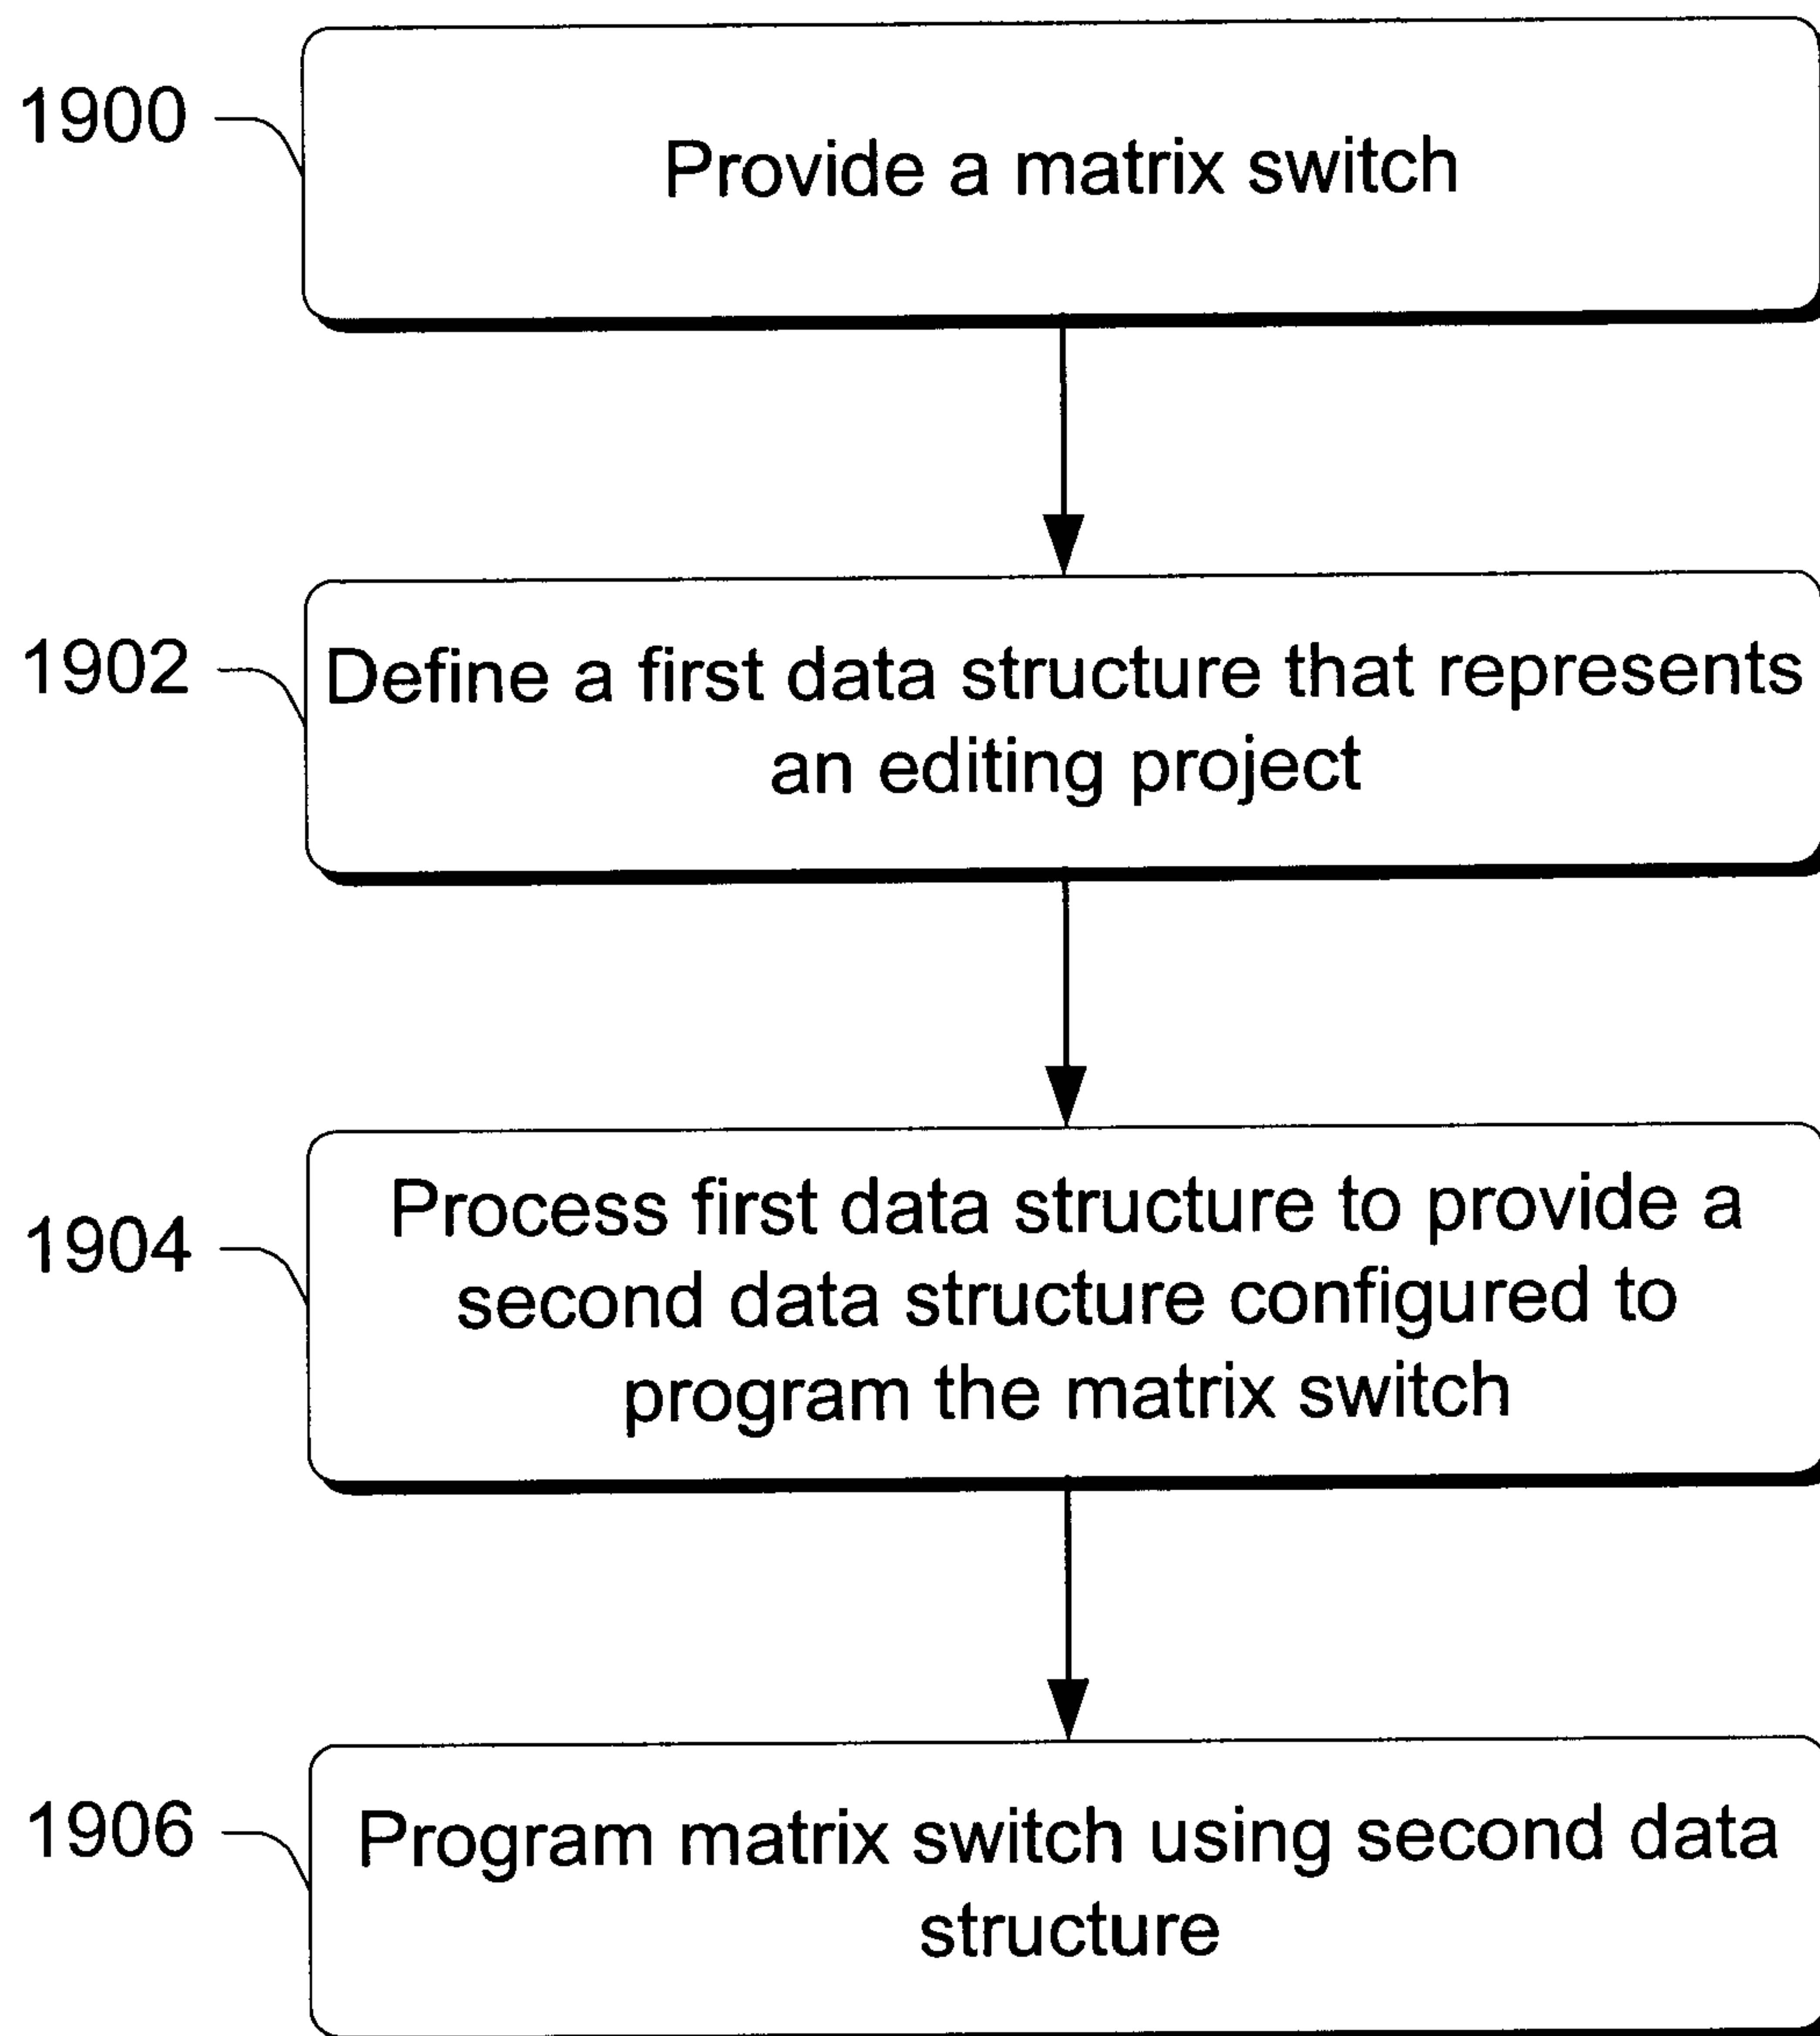 1900
Provide a matrix switch
1902
Define a first data structure that represents
an editing project
1904
Process first data structure to provide a
second data structure configured to
program the matrix switch
1906
Program matrix switch using second data
structure